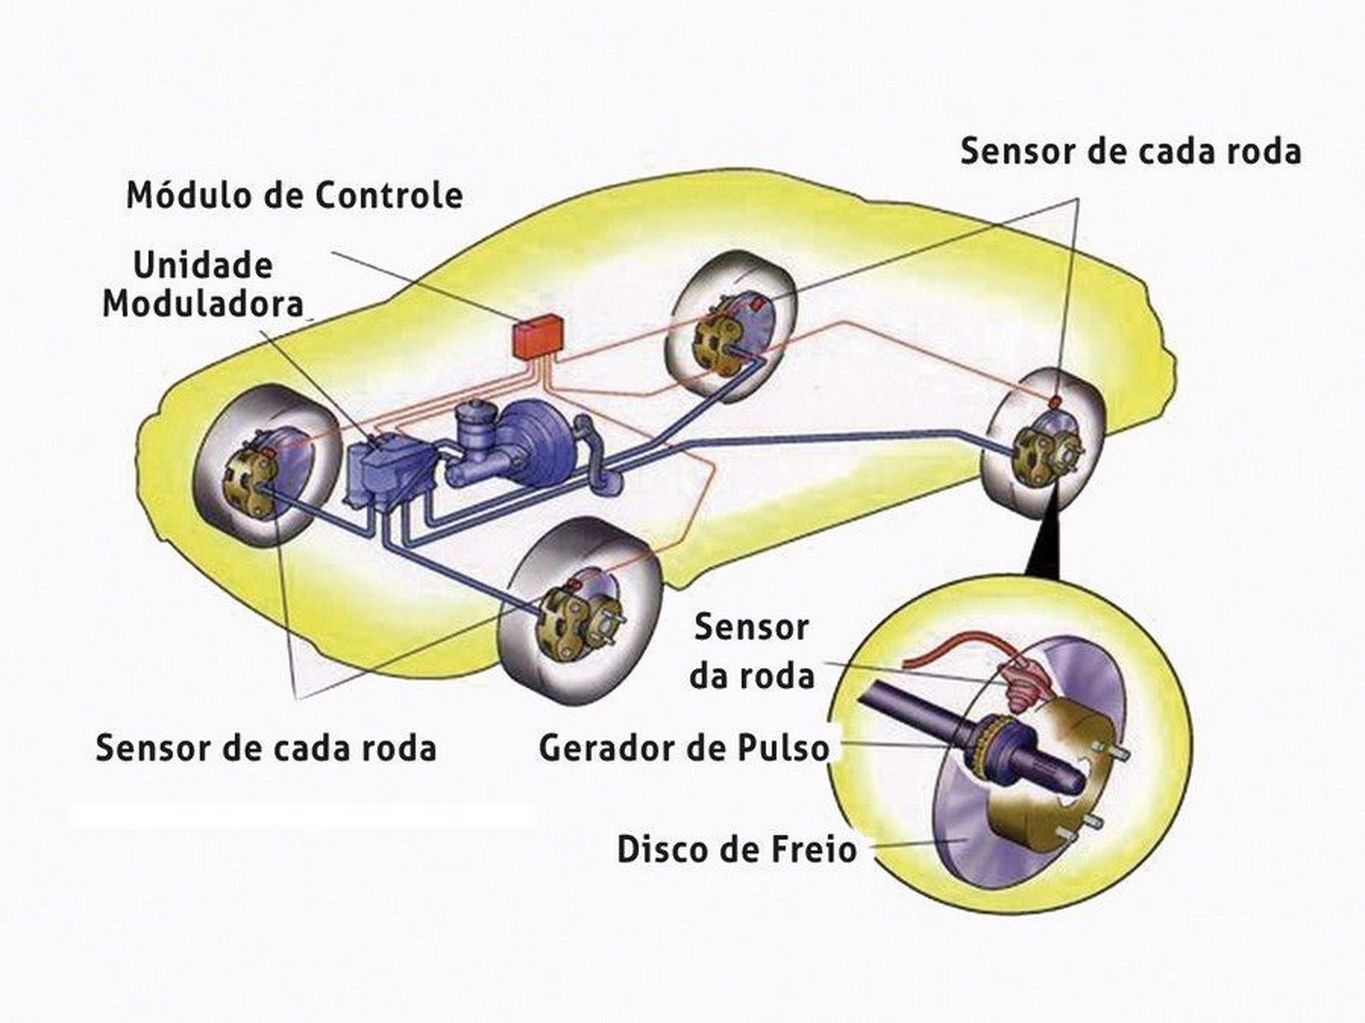 Sensor de cada roda
Módulo de Controle
Unidade
Moduladora
Sensor
da roda
Sensor de cada roda
Gerador de Pulso
Disco de Freio